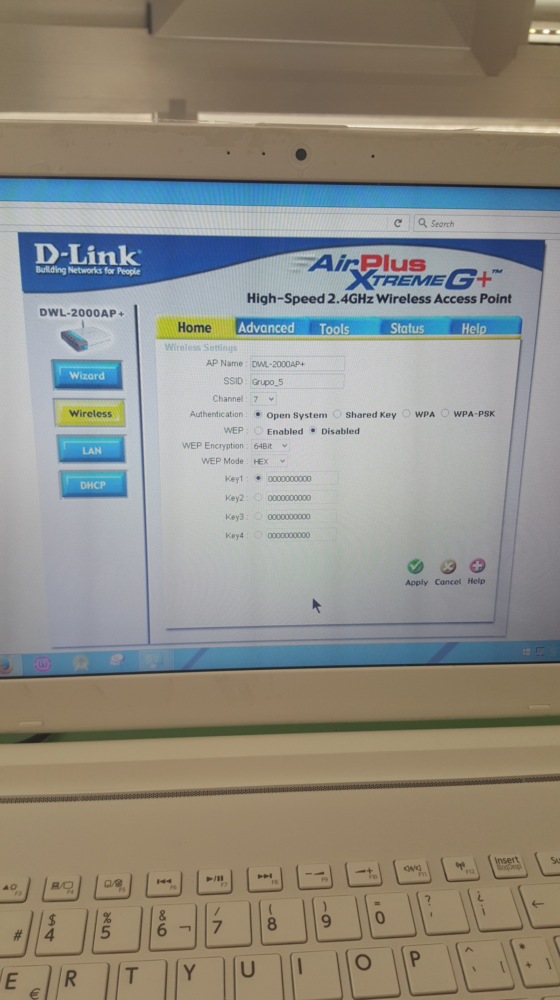 Search
D-Link
Building Networks for People
AirPlus
XTREME G+™
High-Speed 2.4GHz Wireless Access Point
DWL-2000AP+
Home Advanced Tools Status Help
Wizard
Wireless
LAN
DHCP
Wireless Settings
AP Name : DWL-2000AP+
SSID : Grupo_5
Channel : 7
Authentication : Open System Shared Key WPA WPA-PSK
WEP : Enabled Disabled
WEP Encryption : 64Bit
WEP Mode : HEX
Key1 : 0000000000
Key2 : 0000000000
Key3 : 0000000000
Key4 : 0000000000
Apply Cancel Help
F3 F4 F5 F6 F7 F8 F9 F10 F11 F12 Insert
BloqDespl
# $ 4 % 5 & 6 ¬ / 7 ( 8 ) 9 = 0 ? ' ¿ ¡
E € R T Y U I O P ^ ` [ * + ]